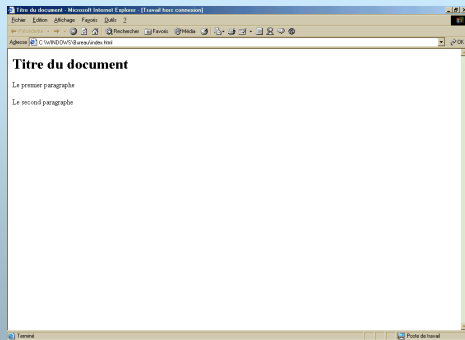 Titre du document - Microsoft Internet Explorer - [Travail hors connexion]
Fichier Edition Affichage Favoris Outils ?
Précédente Rechercher Favoris Média
Adresse C:\WINDOWS\Bureau\index.html OK
Titre du document
Le premier paragraphe
Le second paragraphe
Terminé Poste de travail